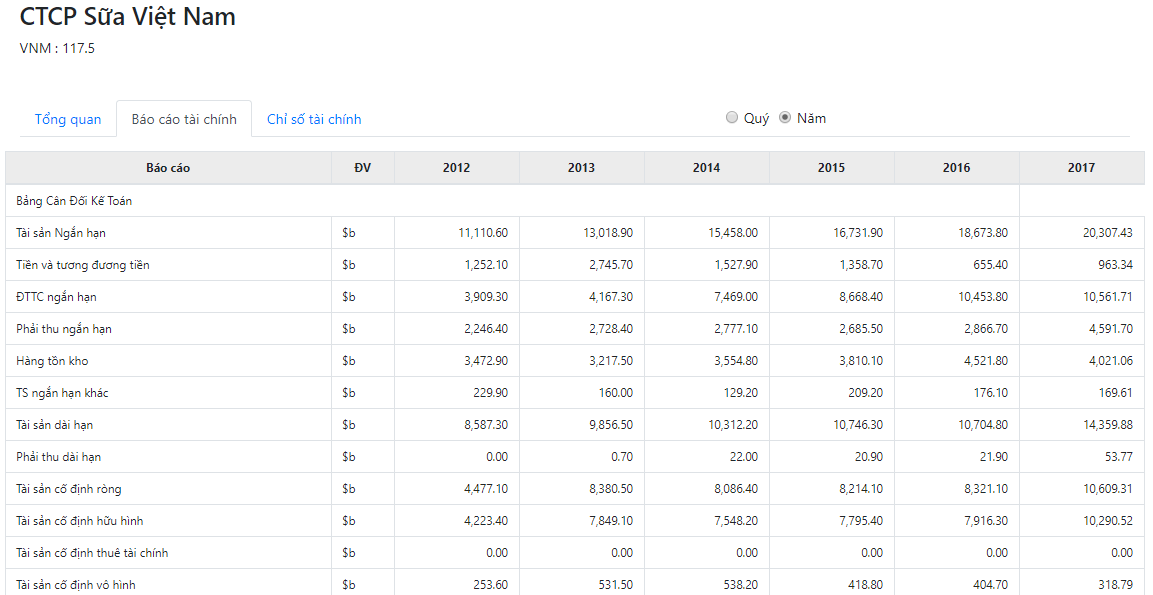 CTCP Sữa Việt Nam
VNM : 117.5
Tổng quan Báo cáo tài chính Chỉ số tài chính Quý Năm
Báo cáo ĐV 2012 2013 2014 2015 2016 2017
Bảng Cân Đối Kế Toán
Tài sản Ngắn hạn $b 11,110.60 13,018.90 15,458.00 16,731.90 18,673.80 20,307.43
Tiền và tương đương tiền $b 1,252.10 2,745.70 1,527.90 1,358.70 655.40 963.34
ĐTTC ngắn hạn $b 3,909.30 4,167.30 7,469.00 8,668.40 10,453.80 10,561.71
Phải thu ngắn hạn $b 2,246.40 2,728.40 2,777.10 2,685.50 2,866.70 4,591.70
Hàng tồn kho $b 3,472.90 3,217.50 3,554.80 3,810.10 4,521.80 4,021.06
TS ngắn hạn khác $b 229.90 160.00 129.20 209.20 176.10 169.61
Tài sản dài hạn $b 8,587.30 9,856.50 10,312.20 10,746.30 10,704.80 14,359.88
Phải thu dài hạn $b 0.00 0.70 22.00 20.90 21.90 53.77
Tài sản cố định ròng $b 4,477.10 8,380.50 8,086.40 8,214.10 8,321.10 10,609.31
Tài sản cố định hữu hình $b 4,223.40 7,849.10 7,548.20 7,795.40 7,916.30 10,290.52
Tài sản cố định thuê tài chính $b 0.00 0.00 0.00 0.00 0.00 0.00
Tài sản cố định vô hình $b 253.60 531.50 538.20 418.80 404.70 318.79